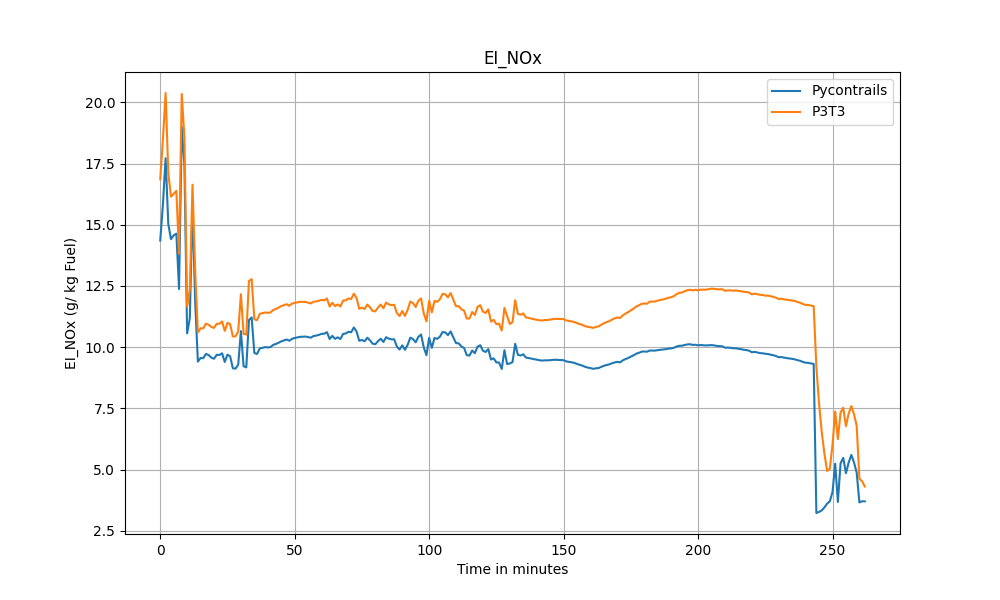 EI_NOx
Pycontrails
P3T3
EI_NOx (g/ kg Fuel)
20.0
17.5
15.0
12.5
10.0
7.5
5.0
2.5
0 50 100 150 200 250
Time in minutes